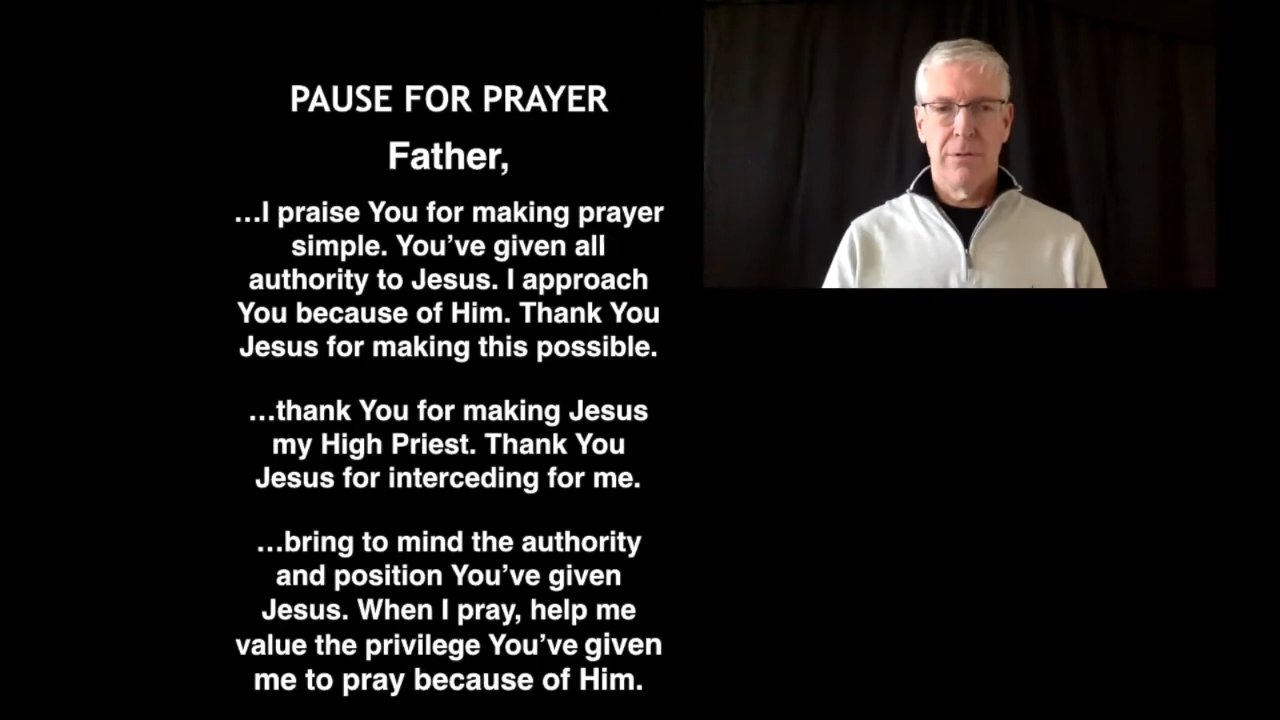 PAUSE FOR PRAYER
Father,
...I praise You for making prayer
simple. You've given all
authority to Jesus. I approach
You because of Him. Thank You
Jesus for making this possible.
...thank You for making Jesus
my High Priest. Thank You
Jesus for interceding for me.
...bring to mind the authority
and position You've given
Jesus. When I pray, help me
value the privilege You've given
me to pray because of Him.